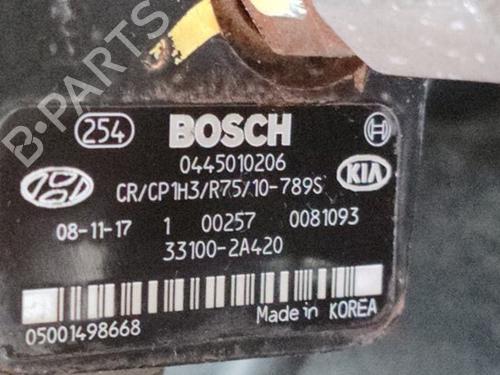 B-PARTS
254 BOSCH
0445010206
CR/CP1H3/R75/10-789S KIA
08-11-17 1 00257 0081093
33100-2A420
05001498668 Made in KOREA